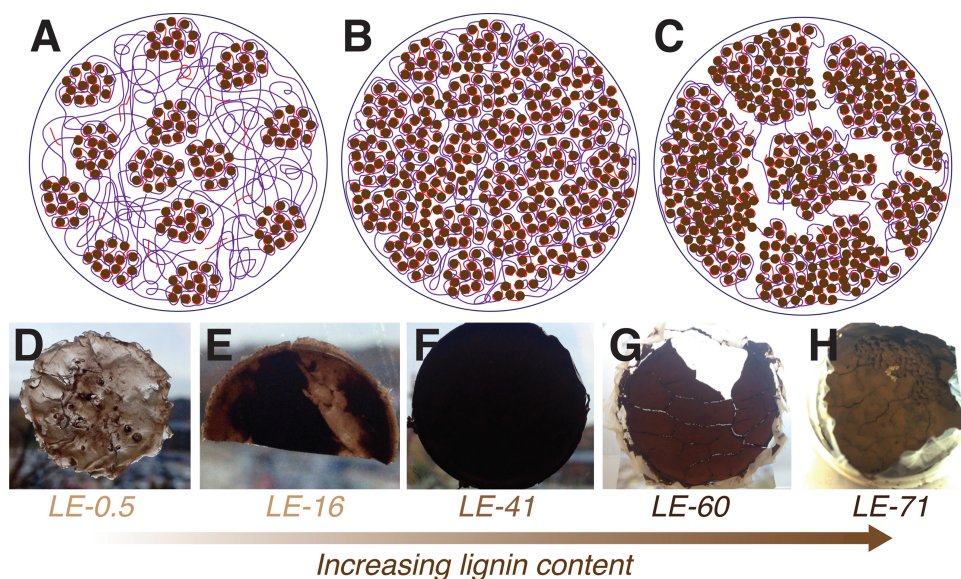 A B C
D E F G H
LE-0.5 LE-16 LE-41 LE-60 LE-71
Increasing lignin content